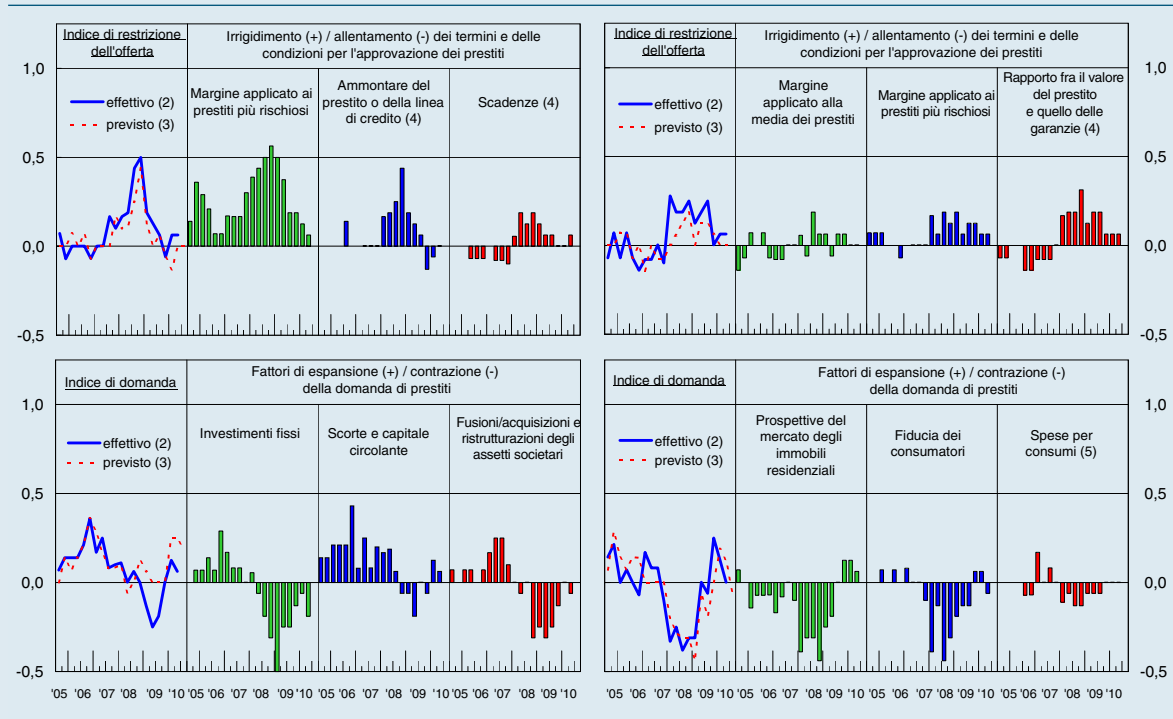 Indice di restrizione
dell'offerta
Irrigidimento (+) / allentamento (-) dei termini e delle
condizioni per l'approvazione dei prestiti
1,0
effettivo (2)
previsto (3)
Margine applicato ai
prestiti più rischiosi
Ammontare del
prestito o della linea
di credito (4)
Scadenze (4)
0,5
0,0
-0,5
Indice di restrizione
dell'offerta
Irrigidimento (+) / allentamento (-) dei termini e delle
condizioni per l'approvazione dei prestiti
1,0
effettivo (2)
previsto (3)
Margine
applicato alla
media dei prestiti
Margine applicato ai
prestiti più rischiosi
Rapporto fra il valore
del prestito
e quello delle
garanzie (4)
0,5
0,0
-0,5
Indice di domanda
Fattori di espansione (+) / contrazione (-)
della domanda di prestiti
1,0
effettivo (2)
previsto (3)
Investimenti fissi
Scorte e capitale
circolante
Fusioni/acquisizioni e
ristrutturazioni degli
assetti societari
0,5
0,0
-0,5
'05 '06 '07 '08 '09 '10 '05 '06 '07 '08 '09 '10 '05 '06 '07 '08 '09 '10 '05 '06 '07 '08 '09 '10
Indice di domanda
Fattori di espansione (+) / contrazione (-)
della domanda di prestiti
1,0
effettivo (2)
previsto (3)
Prospettive del
mercato degli
immobili
residenziali
Fiducia dei
consumatori
Spese per
consumi (5)
0,5
0,0
-0,5
'05 '06 '07 '08 '09 '10 '05 '06 '07 '08 '09 '10 '05 '06 '07 '08 '09 '10 '05 '06 '07 '08 '09 '10